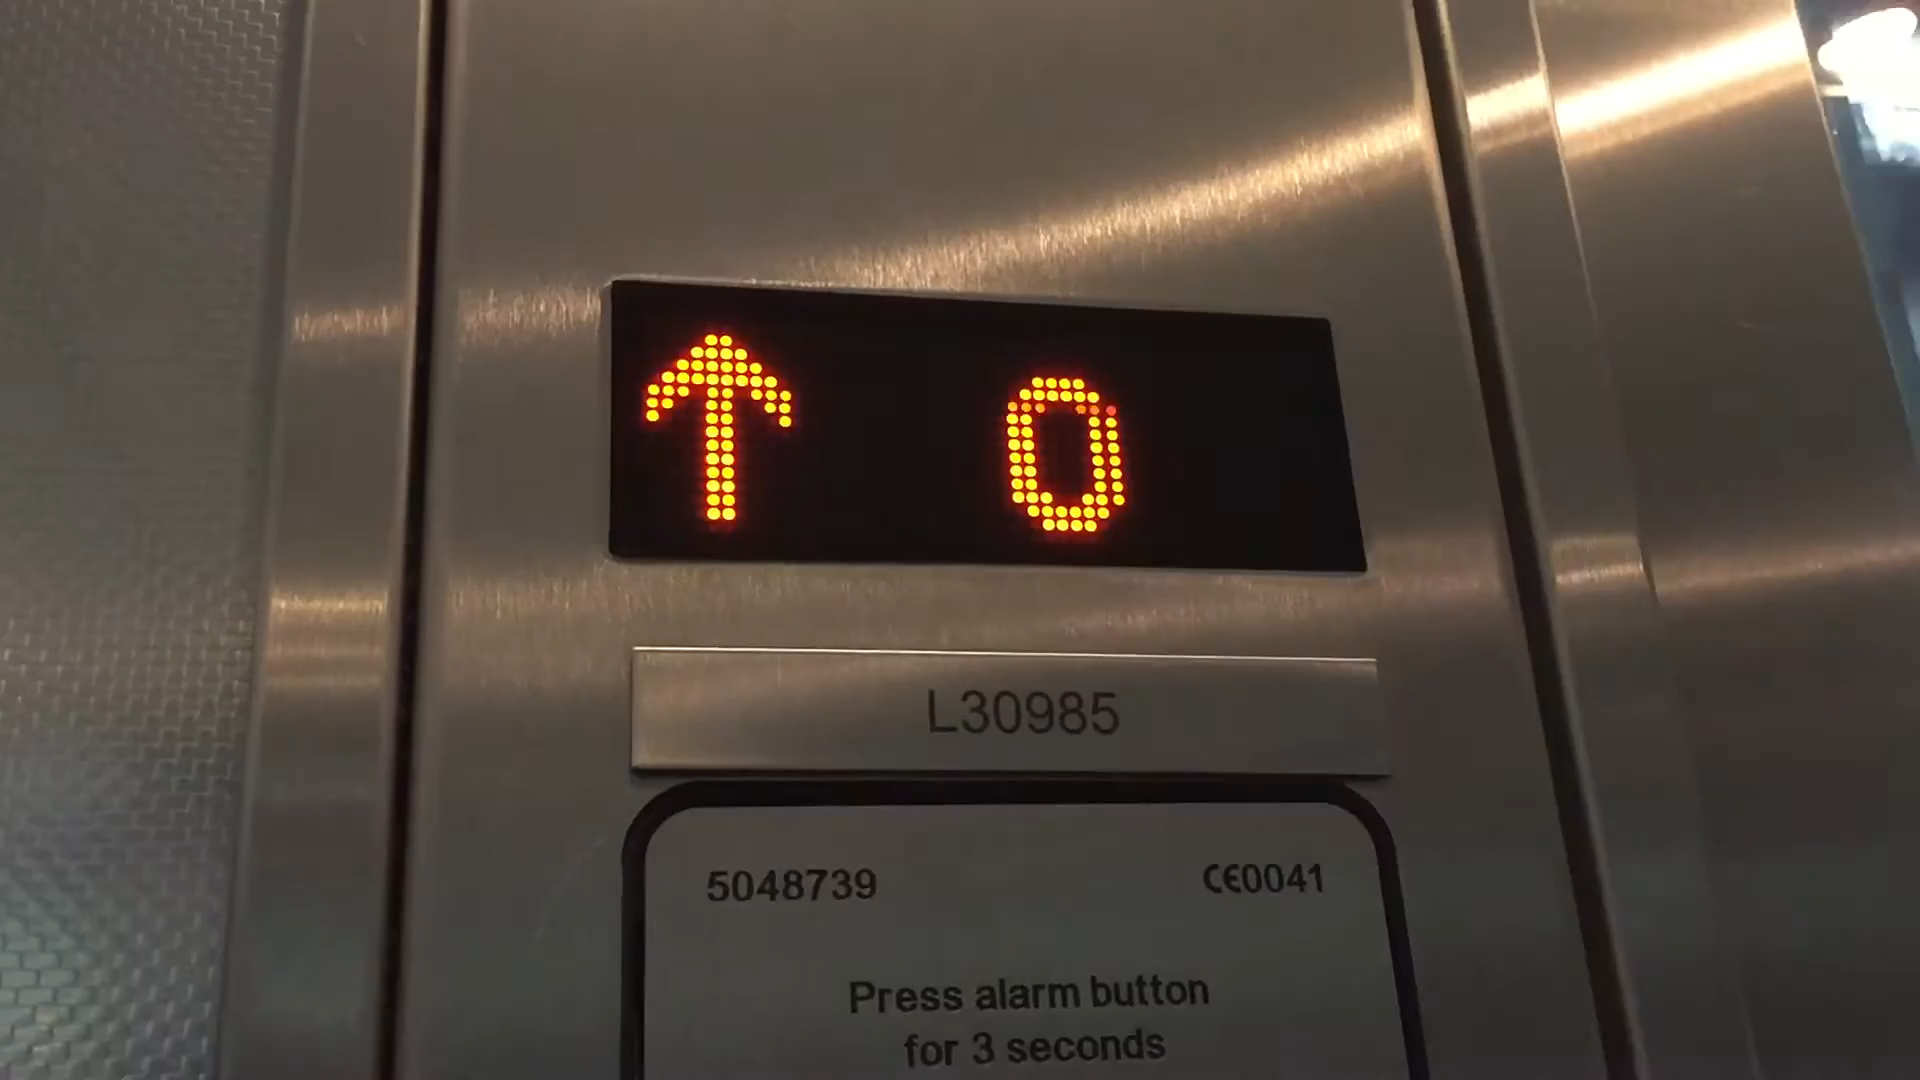 ↑ 0
L30985
5048739 CE0041
Press alarm button
for 3 seconds